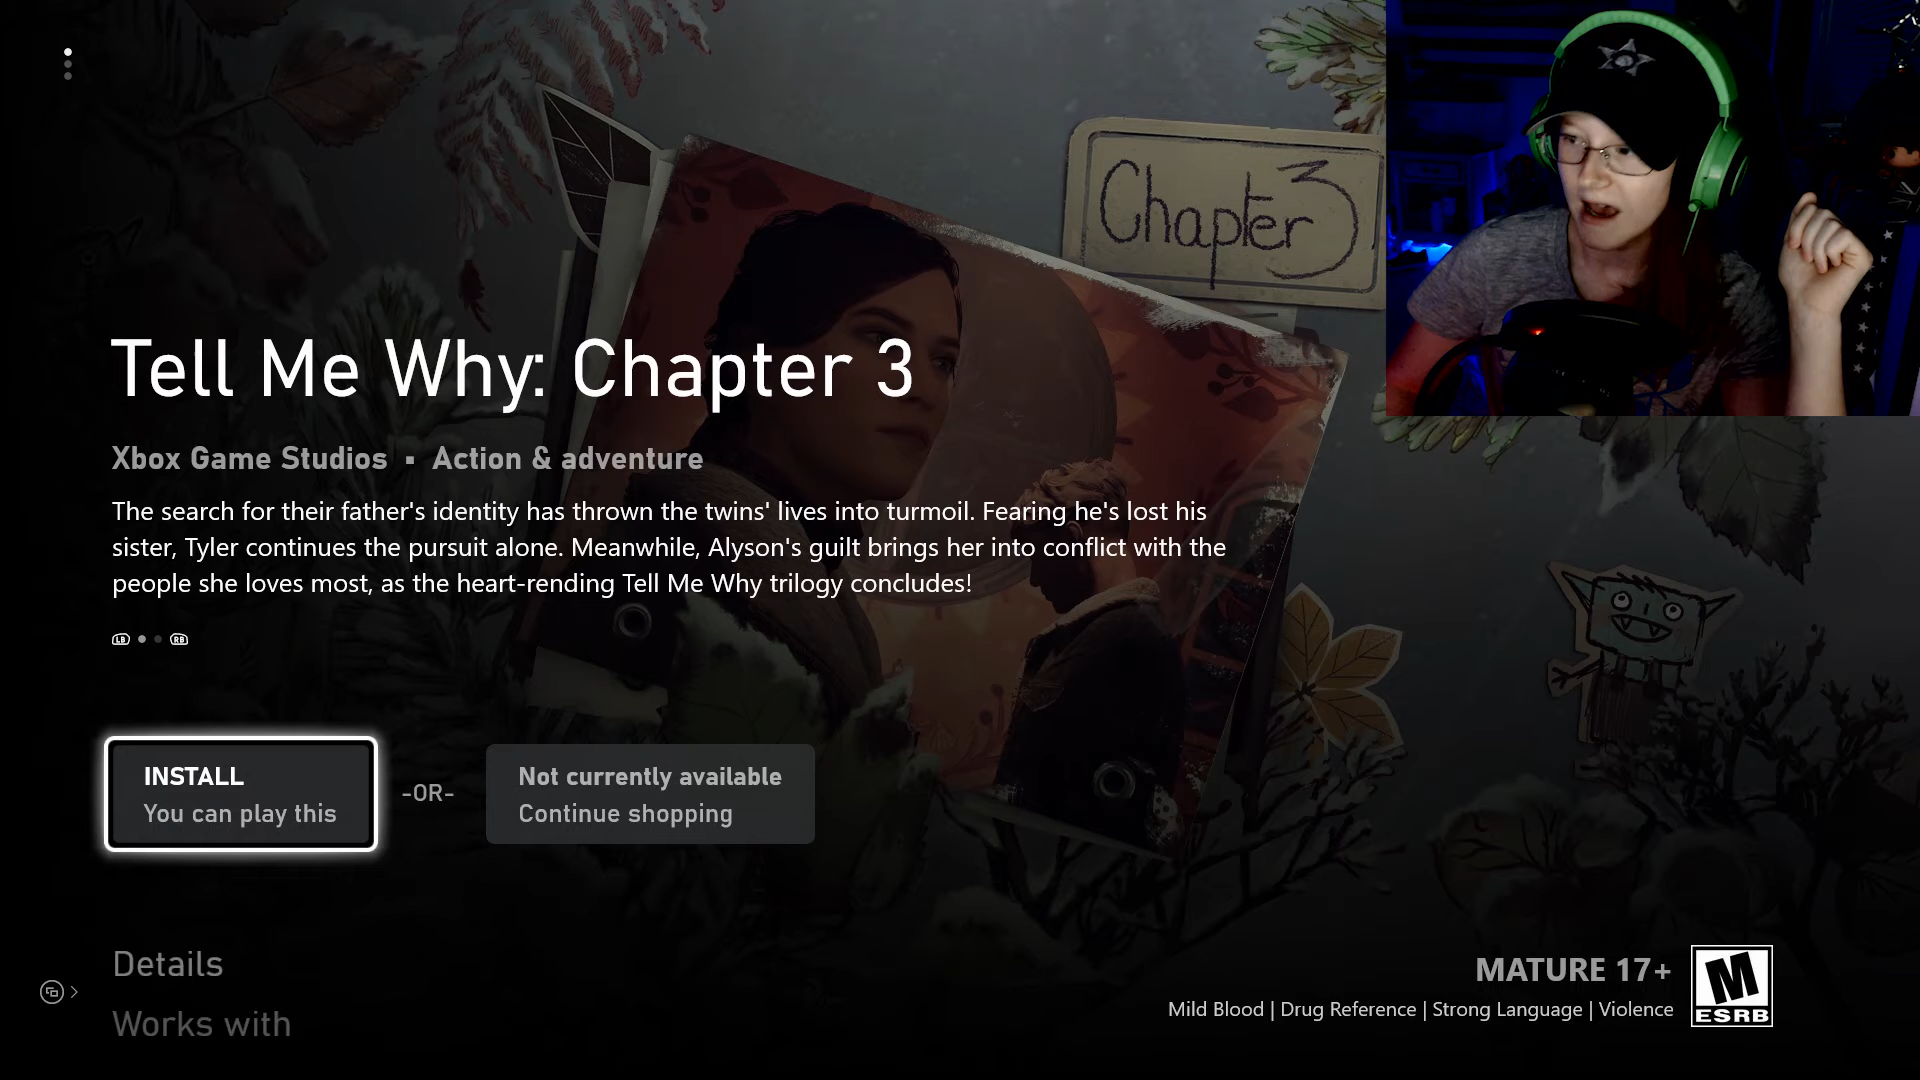 Chapter 3
Tell Me Why: Chapter 3
Xbox Game Studios ▪ Action & adventure
The search for their father's identity has thrown the twins' lives into turmoil. Fearing he's lost his
sister, Tyler continues the pursuit alone. Meanwhile, Alyson's guilt brings her into conflict with the
people she loves most, as the heart-rending Tell Me Why trilogy concludes!
LB RB
INSTALL
You can play this
-OR-
Not currently available
Continue shopping
Details
Works with
MATURE 17+
Mild Blood | Drug Reference | Strong Language | Violence
M
ESRB